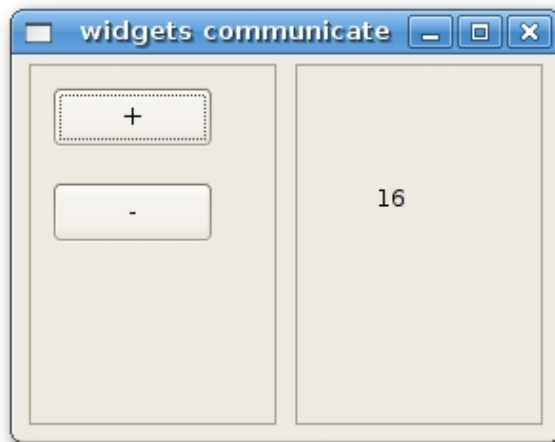 widgets communicate
+
-
16